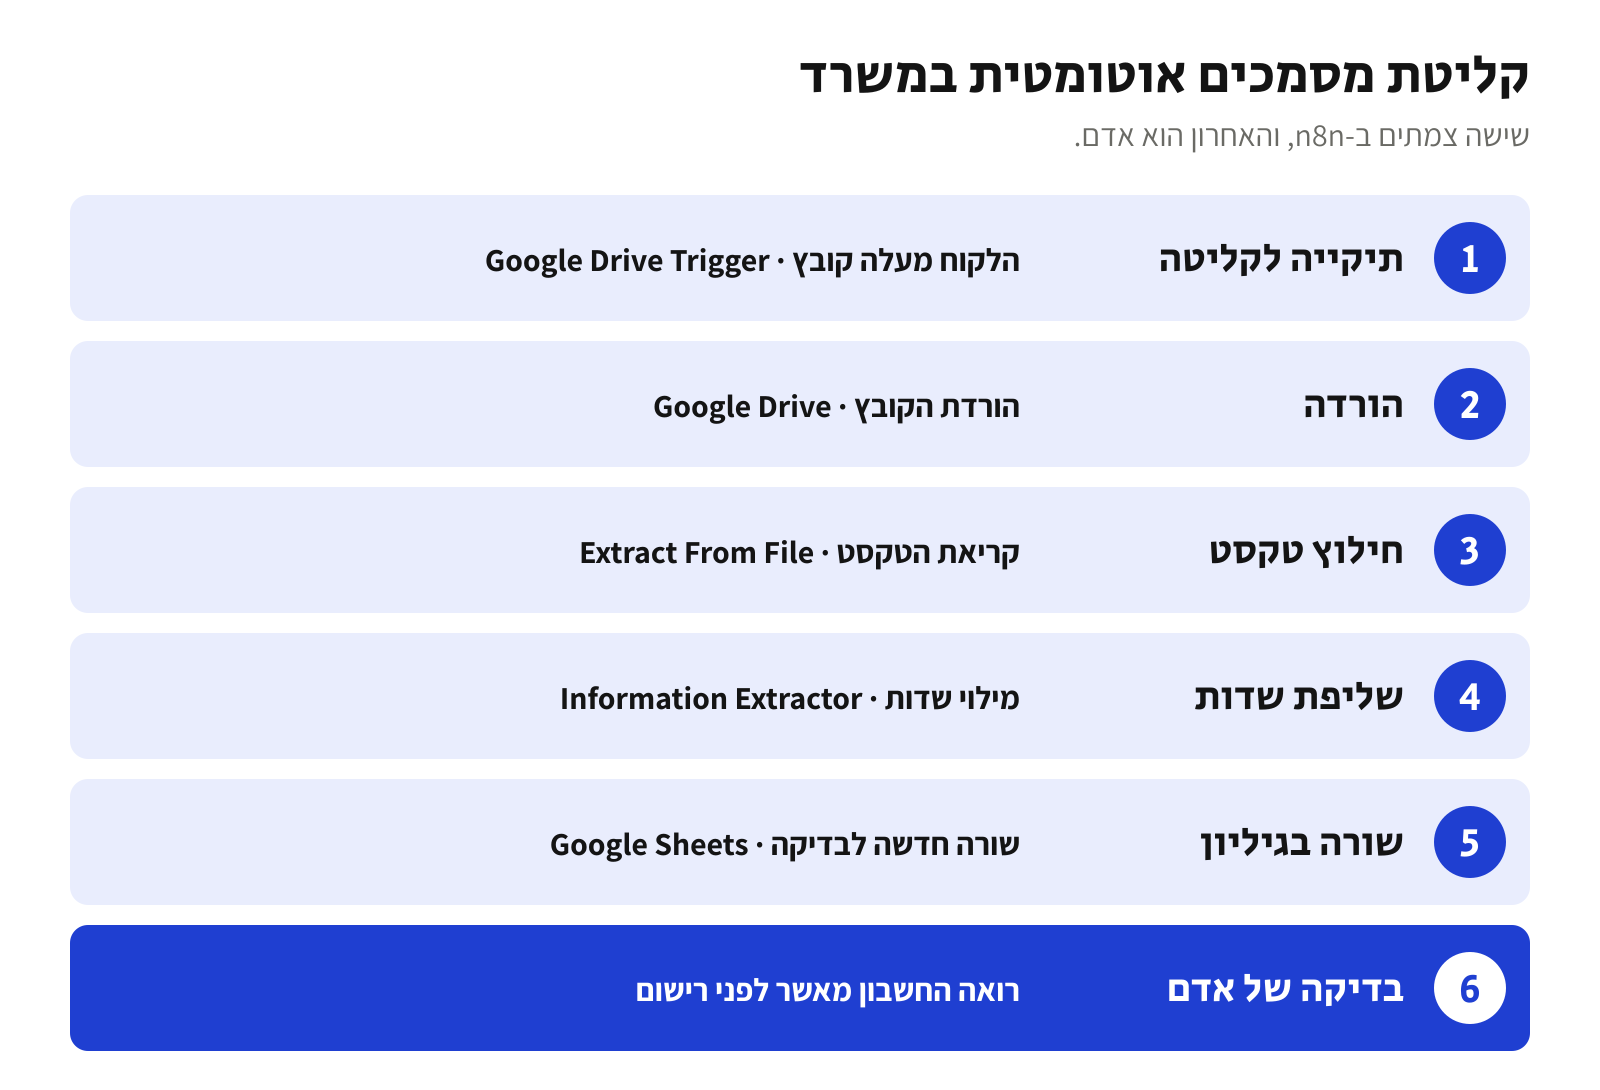 קליטת מסמכים אוטומטית במשרד
שישה צמתים ב-n8n, והאחרון הוא אדם.
1 תיקייה לקליטה הלקוח מעלה קובץ · Google Drive Trigger
2 הורדה הורדת הקובץ · Google Drive
3 חילוץ טקסט קריאת הטקסט · Extract From File
4 שליפת שדות מילוי שדות · Information Extractor
5 שורה בגיליון שורה חדשה לבדיקה · Google Sheets
6 בדיקה של אדם רואה החשבון מאשר לפני רישום